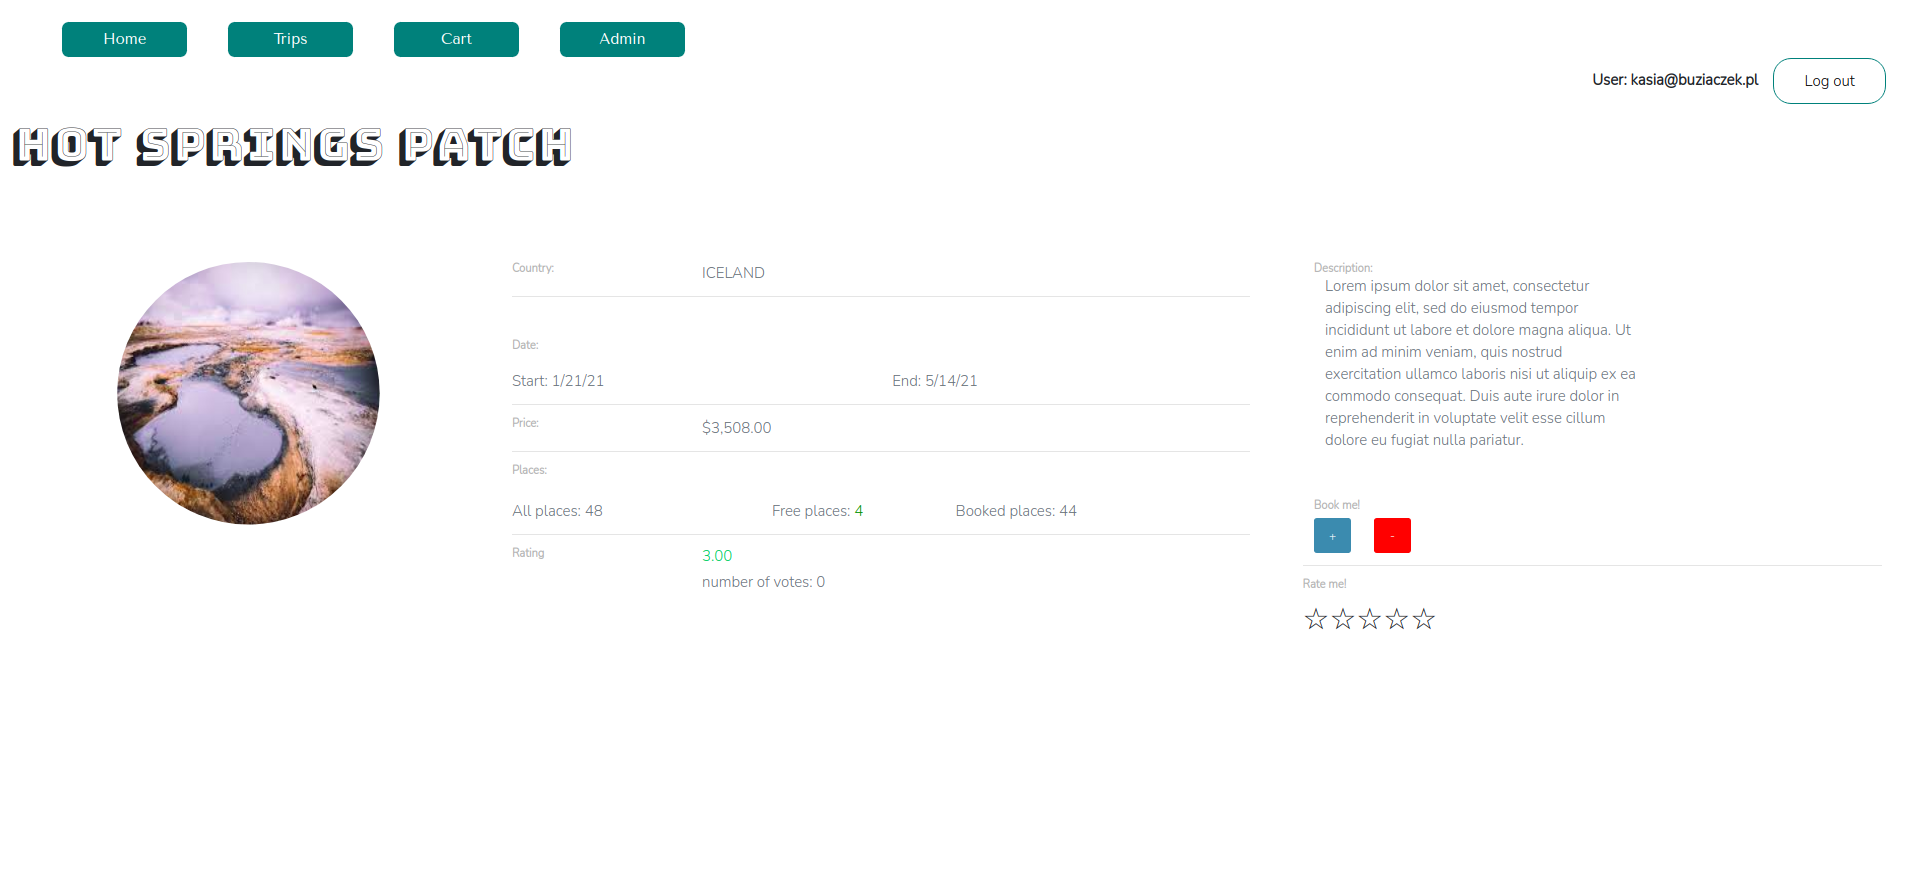 Home
Trips
Cart
Admin
User: kasia@buziaczek.pl
Log out
HOT SPRINGS PATCH
Country:
ICELAND
Date:
Start: 1/21/21
End: 5/14/21
Price:
$3,508.00
Places:
All places: 48
Free places: 4
Booked places: 44
Rating
3.00
number of votes: 0
Description:
Lorem ipsum dolor sit amet, consectetur
adipiscing elit, sed do eiusmod tempor
incididunt ut labore et dolore magna aliqua. Ut
enim ad minim veniam, quis nostrud
exercitation ullamco laboris nisi ut aliquip ex ea
commodo consequat. Duis aute irure dolor in
reprehenderit in voluptate velit esse cillum
dolore eu fugiat nulla pariatur.
Book me!
+
-
Rate me!
☆☆☆☆☆